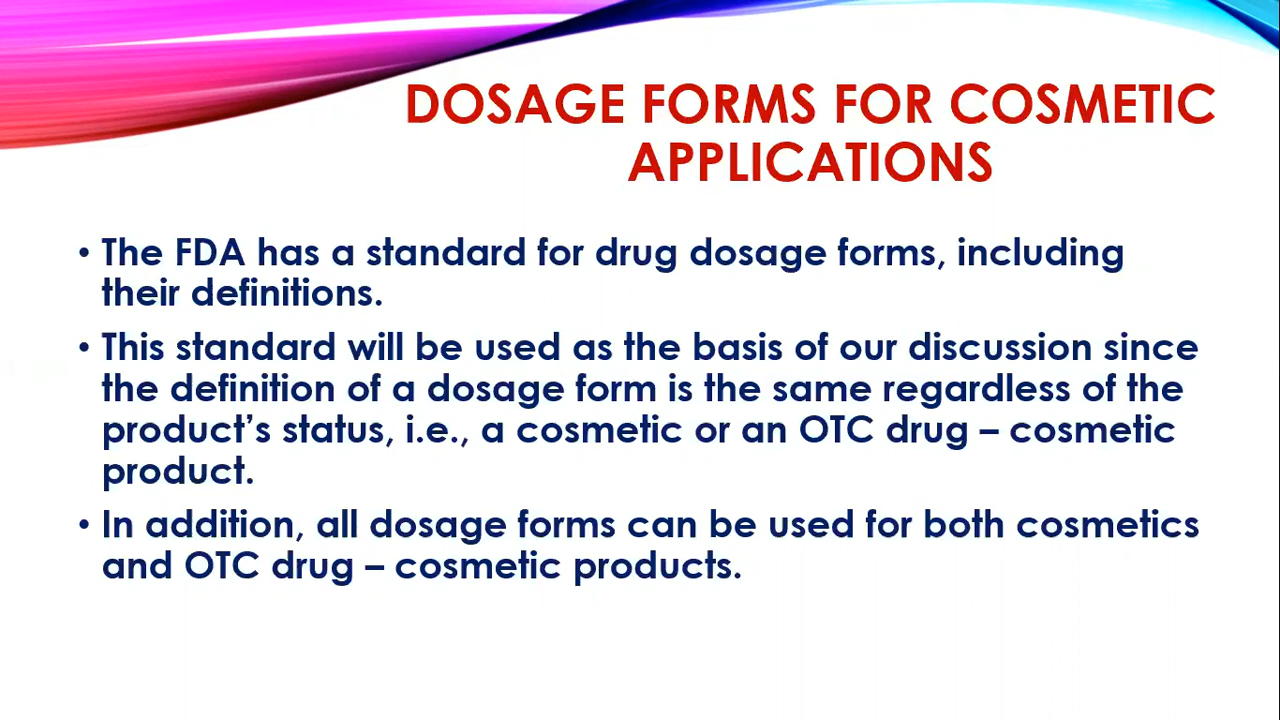 DOSAGE FORMS FOR COSMETIC
APPLICATIONS
• The FDA has a standard for drug dosage forms, including
their definitions.
• This standard will be used as the basis of our discussion since
the definition of a dosage form is the same regardless of the
product’s status, i.e., a cosmetic or an OTC drug – cosmetic
product.
• In addition, all dosage forms can be used for both cosmetics
and OTC drug – cosmetic products.